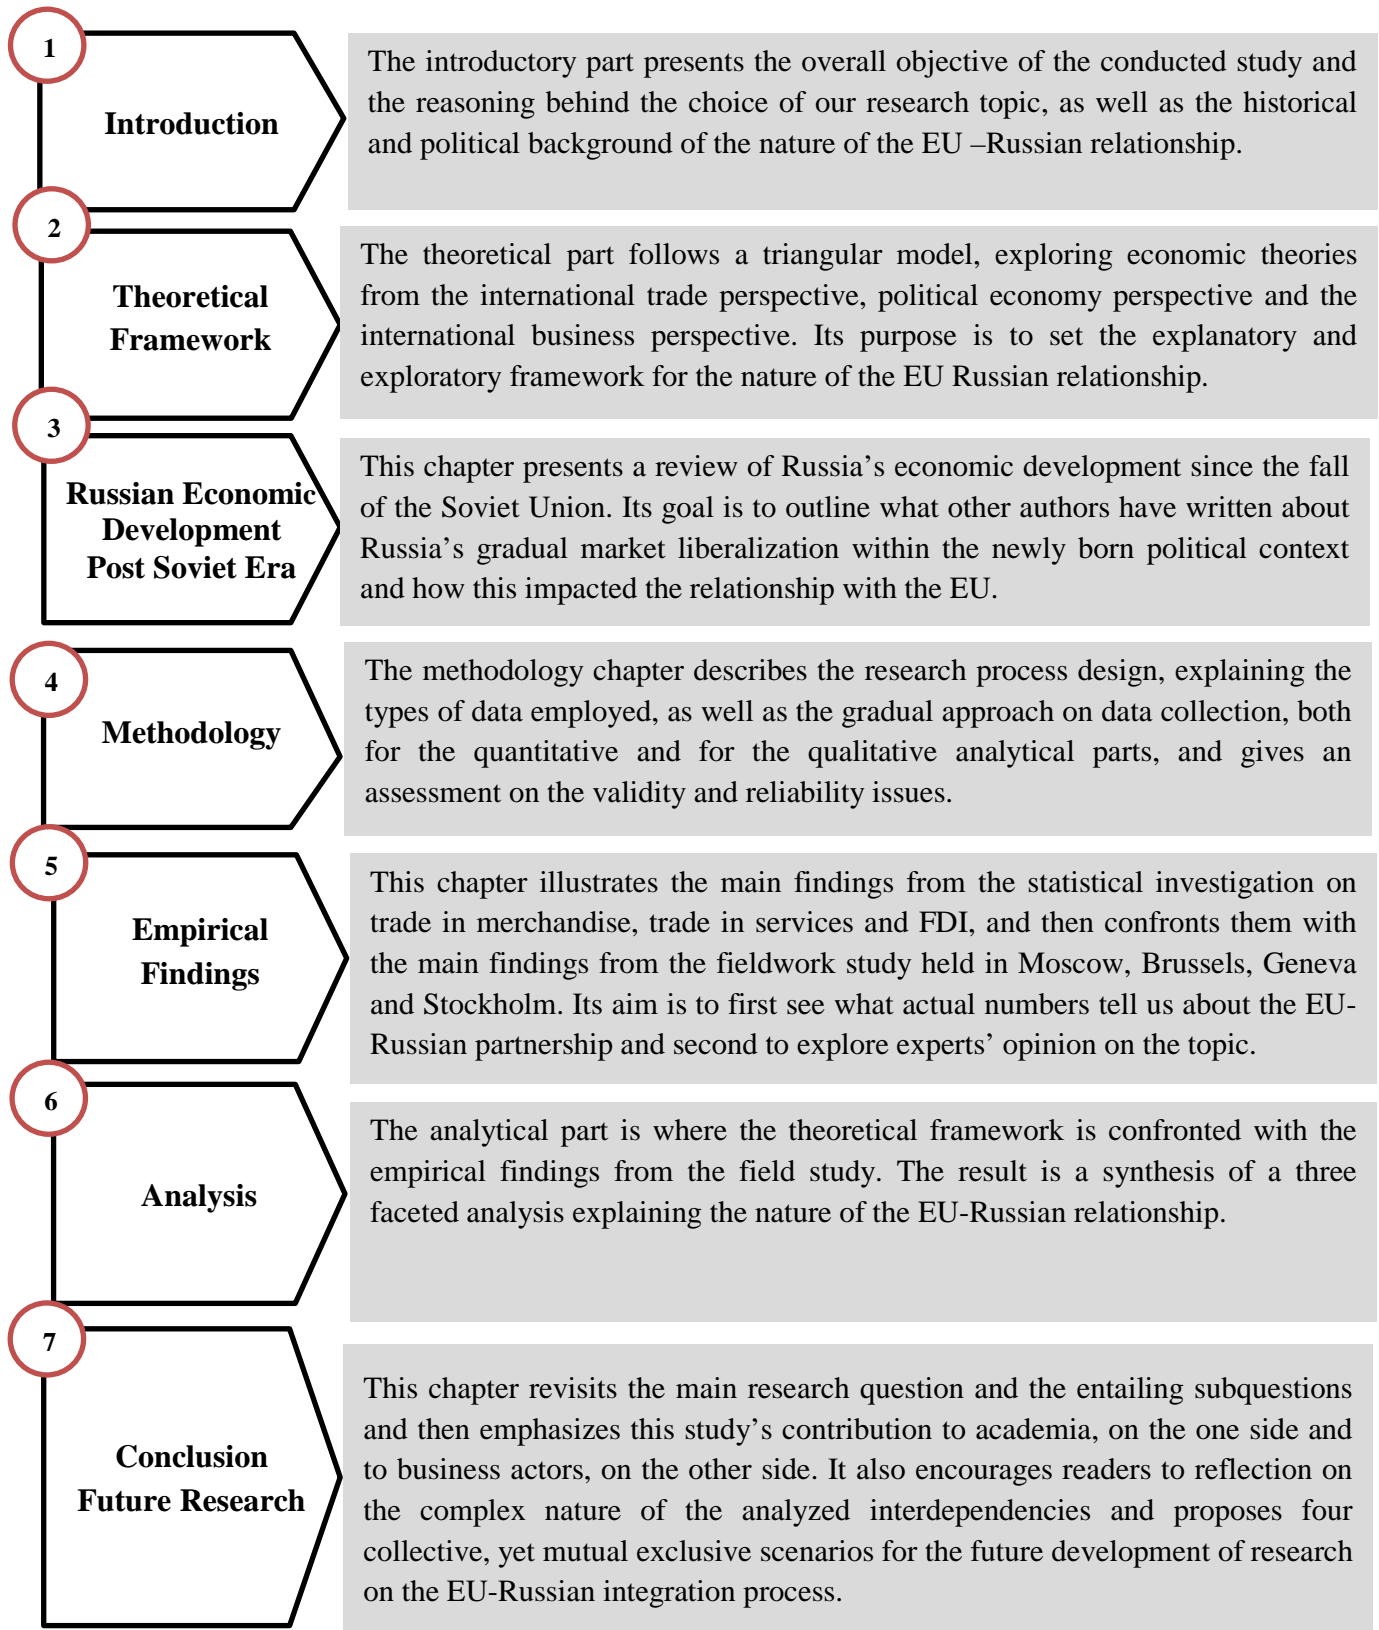 1
Introduction
The introductory part presents the overall objective of the conducted study and
the reasoning behind the choice of our research topic, as well as the historical
and political background of the nature of the EU –Russian relationship.
2
Theoretical
Framework
The theoretical part follows a triangular model, exploring economic theories
from the international trade perspective, political economy perspective and the
international business perspective. Its purpose is to set the explanatory and
exploratory framework for the nature of the EU Russian relationship.
3
Russian Economic
Development
Post Soviet Era
This chapter presents a review of Russia’s economic development since the fall
of the Soviet Union. Its goal is to outline what other authors have written about
Russia’s gradual market liberalization within the newly born political context
and how this impacted the relationship with the EU.
4
Methodology
The methodology chapter describes the research process design, explaining the
types of data employed, as well as the gradual approach on data collection, both
for the quantitative and for the qualitative analytical parts, and gives an
assessment on the validity and reliability issues.
5
Empirical
Findings
This chapter illustrates the main findings from the statistical investigation on
trade in merchandise, trade in services and FDI, and then confronts them with
the main findings from the fieldwork study held in Moscow, Brussels, Geneva
and Stockholm. Its aim is to first see what actual numbers tell us about the EU-
Russian partnership and second to explore experts’ opinion on the topic.
6
Analysis
The analytical part is where the theoretical framework is confronted with the
empirical findings from the field study. The result is a synthesis of a three
faceted analysis explaining the nature of the EU-Russian relationship.
7
Conclusion
Future Research
This chapter revisits the main research question and the entailing subquestions
and then emphasizes this study’s contribution to academia, on the one side and
to business actors, on the other side. It also encourages readers to reflection on
the complex nature of the analyzed interdependencies and proposes four
collective, yet mutual exclusive scenarios for the future development of research
on the EU-Russian integration process.